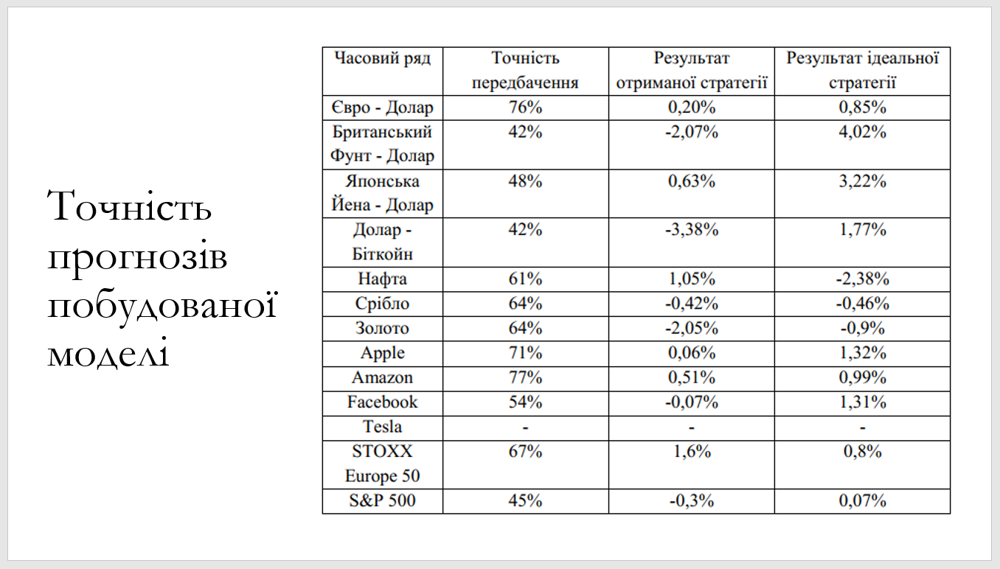 Точність
прогнозів
побудованої
моделі
Часовий ряд
Точність
передбачення
Результат
отриманої стратегії
Результат ідеальної
стратегії
Євро - Долар
76%
0,20%
0,85%
Британський
Фунт - Долар
42%
-2,07%
4,02%
Японська
Йена - Долар
48%
0,63%
3,22%
Долар -
Біткойн
42%
-3,38%
1,77%
Нафта
61%
1,05%
-2,38%
Срібло
64%
-0,42%
-0,46%
Золото
64%
-2,05%
-0,9%
Apple
71%
0,06%
1,32%
Amazon
77%
0,51%
0,99%
Facebook
54%
-0,07%
1,31%
Tesla
-
-
-
STOXX
Europe 50
67%
1,6%
0,8%
S&P 500
45%
-0,3%
0,07%